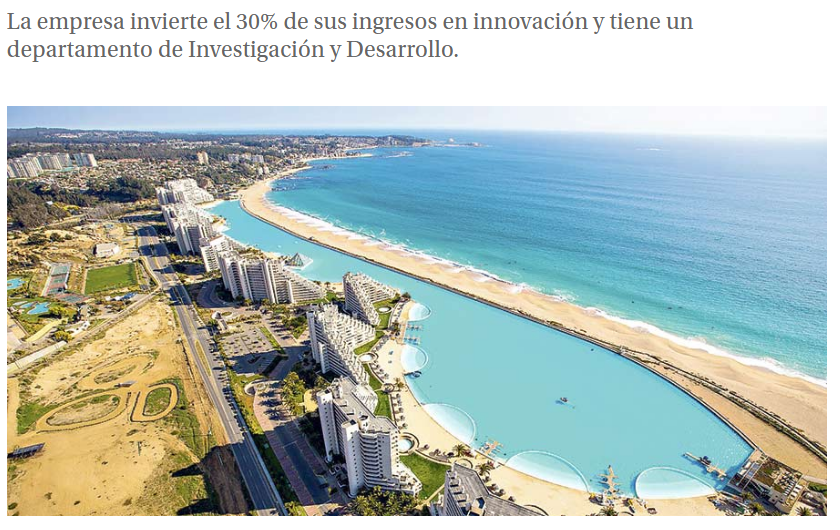 La empresa invierte el 30% de sus ingresos en innovación y tiene un
departamento de Investigación y Desarrollo.